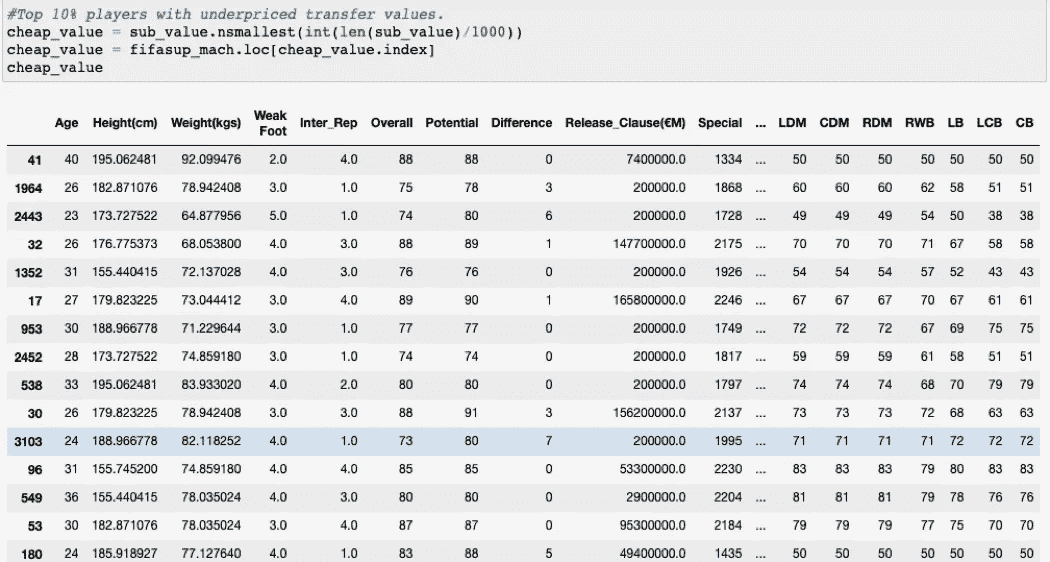 #Top 10% players with underpriced transfer values.
cheap_value = sub_value.nsmallest(int(len(sub_value)/1000))
cheap_value = fifasup_mach.loc[cheap_value.index]
cheap_value
Age Height(cm) Weight(kgs) Weak Foot Inter_Rep Overall Potential Difference Release_Clause(€M) Special ... LDM CDM RDM RWB LB LCB CB
41 40 195.062481 92.099476 2.0 4.0 88 88 0 7400000.0 1334 ... 50 50 50 50 50 50 50
1964 26 182.871076 78.942408 3.0 1.0 75 78 3 200000.0 1868 ... 60 60 60 62 58 51 51
2443 23 173.727522 64.877956 5.0 1.0 74 80 6 200000.0 1728 ... 49 49 49 54 50 38 38
32 26 176.775373 68.053800 4.0 3.0 88 89 1 147700000.0 2175 ... 70 70 70 71 67 58 58
1352 31 155.440415 72.137028 4.0 3.0 76 76 0 200000.0 1926 ... 54 54 54 57 52 43 43
17 27 179.823225 73.044412 3.0 4.0 89 90 1 165800000.0 2246 ... 67 67 67 70 67 61 61
953 30 188.966778 71.229644 3.0 1.0 77 77 0 200000.0 1749 ... 72 72 72 67 69 75 75
2452 28 173.727522 74.859180 3.0 1.0 74 74 0 200000.0 1817 ... 59 59 59 61 58 51 51
538 33 195.062481 83.933020 4.0 2.0 80 80 0 200000.0 1797 ... 74 74 74 68 70 79 79
30 26 179.823225 78.942408 3.0 3.0 88 91 3 156200000.0 2137 ... 73 73 73 72 68 63 63
3103 24 188.966778 82.118252 4.0 1.0 73 80 7 200000.0 1995 ... 71 71 71 71 72 72 72
96 31 155.745200 74.859180 4.0 4.0 85 85 0 53300000.0 2230 ... 83 83 83 79 80 83 83
549 36 155.440415 78.035024 4.0 3.0 80 80 0 2900000.0 2204 ... 81 81 81 79 78 76 76
53 30 182.871076 78.035024 3.0 4.0 87 87 0 95300000.0 2184 ... 79 79 79 77 75 70 70
180 24 185.918927 77.127640 4.0 1.0 83 88 5 49400000.0 1435 ... 50 50 50 50 50 50 50